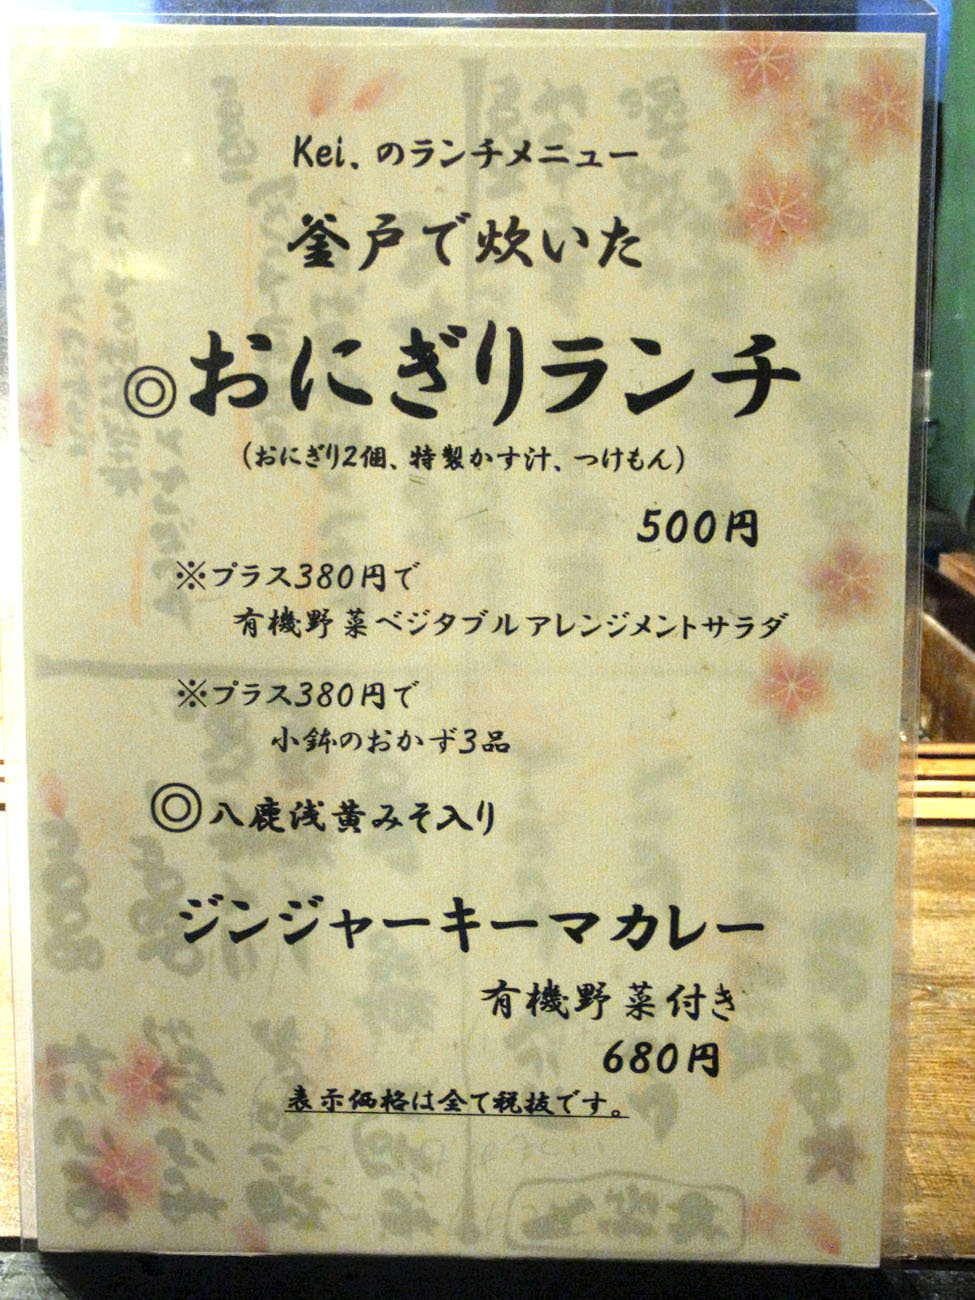 Kei、のランチメニュー
釜戸で炊いた
◎おにぎりランチ
(おにぎり2個、特製かす汁、つけもん)
500円
※プラス380円で
有機野菜ベジタブルアレンジメントサラダ
※プラス380円で
小鉢のおかず3品
◎八鹿浅黄みそ入り
ジンジャーキーマカレー
有機野菜付き
680円
表示価格は全て税抜です。